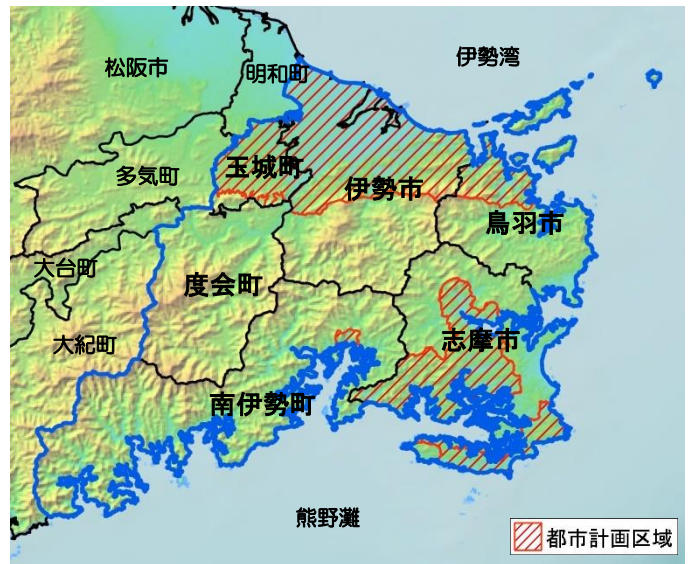 伊勢湾
松阪市
明和町
玉城町
多気町
伊勢市
鳥羽市
大台町
度会町
大紀町
志摩市
南伊勢町
熊野灘
都市計画区域